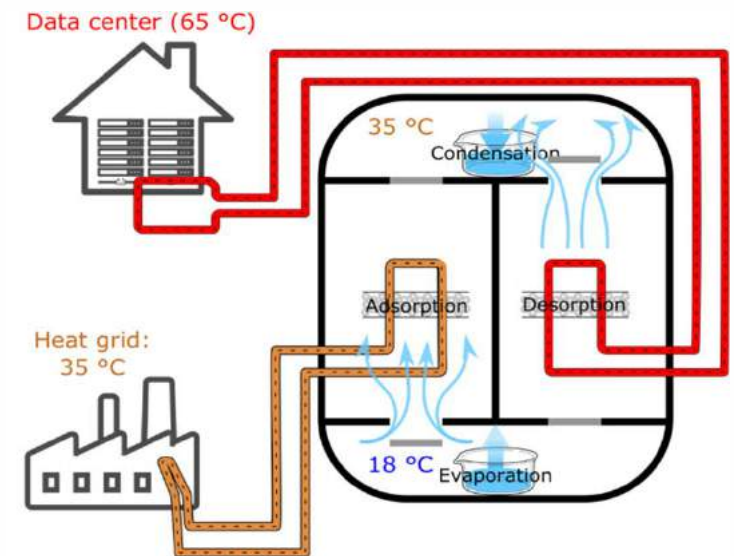 Data center (65 °C)
35 °C
Condensation
Adsorption
Desorption
Heat grid:
35 °C
18 °C
Evaporation